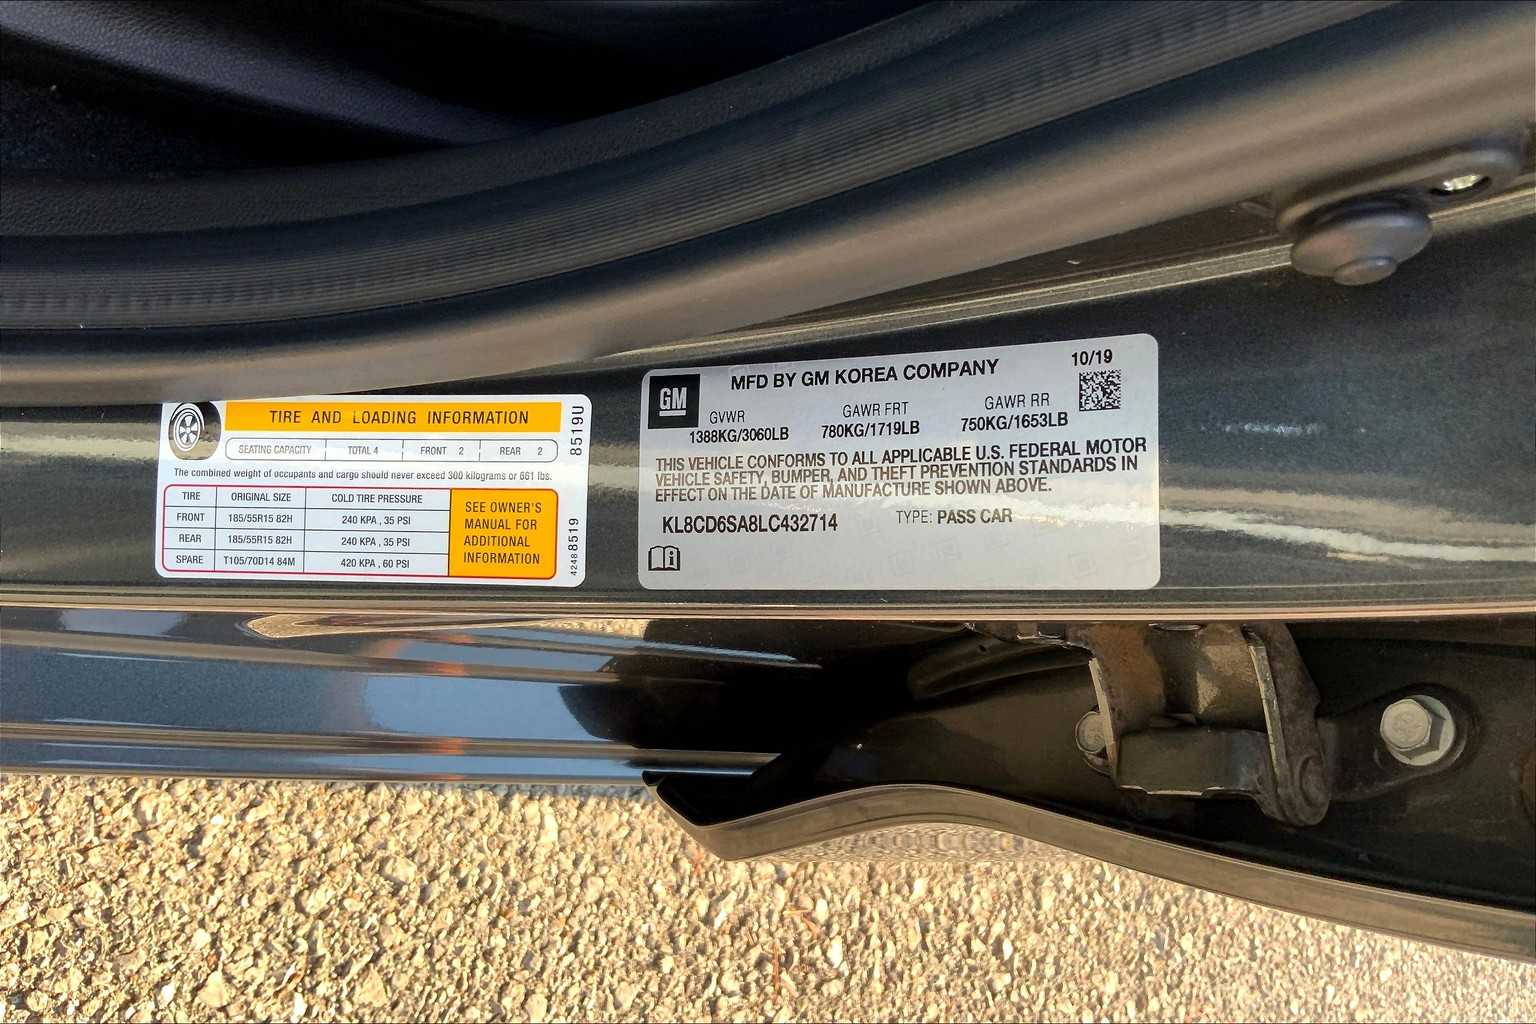 TIRE AND LOADING INFORMATION
SEATING CAPACITY TOTAL 4 FRONT 2 REAR 2
The combined weight of occupants and cargo should never exceed 300 kilograms or 661 lbs.
TIRE ORIGINAL SIZE COLD TIRE PRESSURE
FRONT 185/55R15 82H 240 KPA , 35 PSI
REAR 185/55R15 82H 240 KPA , 35 PSI
SPARE T105/70D14 84M 420 KPA , 60 PSI
SEE OWNER'S
MANUAL FOR
ADDITIONAL
INFORMATION
8519U
42488519
GM
MFD BY GM KOREA COMPANY
10/19
GVWR GAWR FRT GAWR RR
1388KG/3060LB 780KG/1719LB 750KG/1653LB
THIS VEHICLE CONFORMS TO ALL APPLICABLE U.S. FEDERAL MOTOR
VEHICLE SAFETY, BUMPER, AND THEFT PREVENTION STANDARDS IN
EFFECT ON THE DATE OF MANUFACTURE SHOWN ABOVE.
KL8CD6SA8LC432714 TYPE: PASS CAR